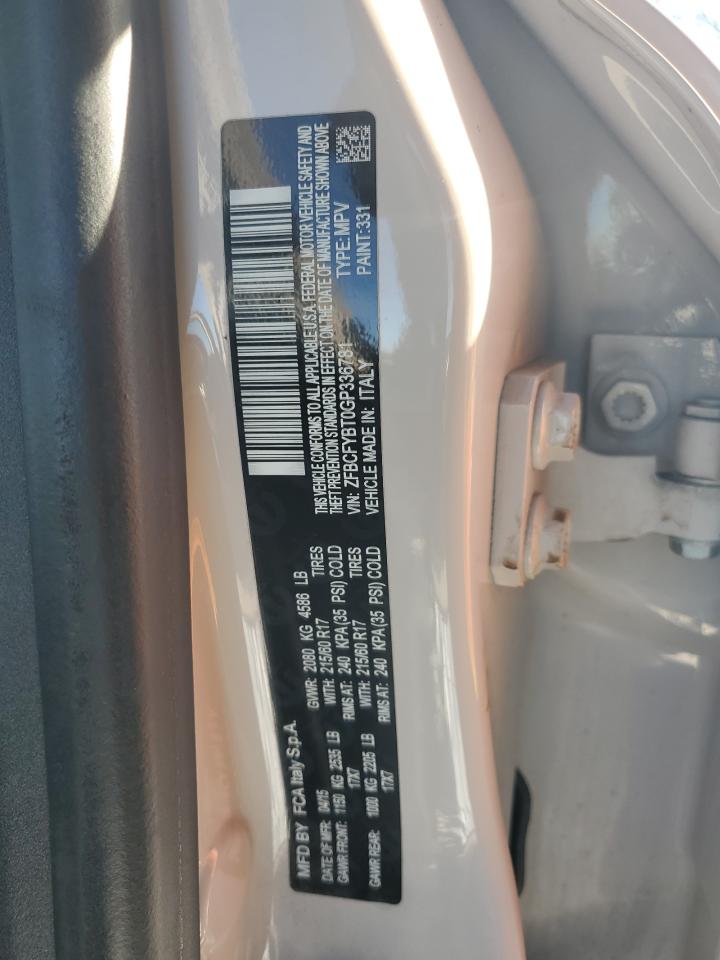 MFD BY FCA Italy S.p.A.
DATE OF MFR: 04/15 GVWR: 2080 KG 4586 LB
GAWR FRONT: 1150 KG 2535 LB WITH: 215/60 R17 TIRES
17X7 RIMS AT: 240 KPA (35 PSI) COLD
GAWR REAR: 1000 KG 2205 LB WITH: 215/60 R17 TIRES
17X7 RIMS AT: 240 KPA (35 PSI) COLD
THIS VEHICLE CONFORMS TO ALL APPLICABLE U.S.A. FEDERAL MOTOR VEHICLE SAFETY AND
THEFT PREVENTION STANDARDS IN EFFECT ON THE DATE OF MANUFACTURE SHOWN ABOVE
VIN: ZFBCFYBT0GP336781 TYPE: MPV
VEHICLE MADE IN: ITALY PAINT: 331